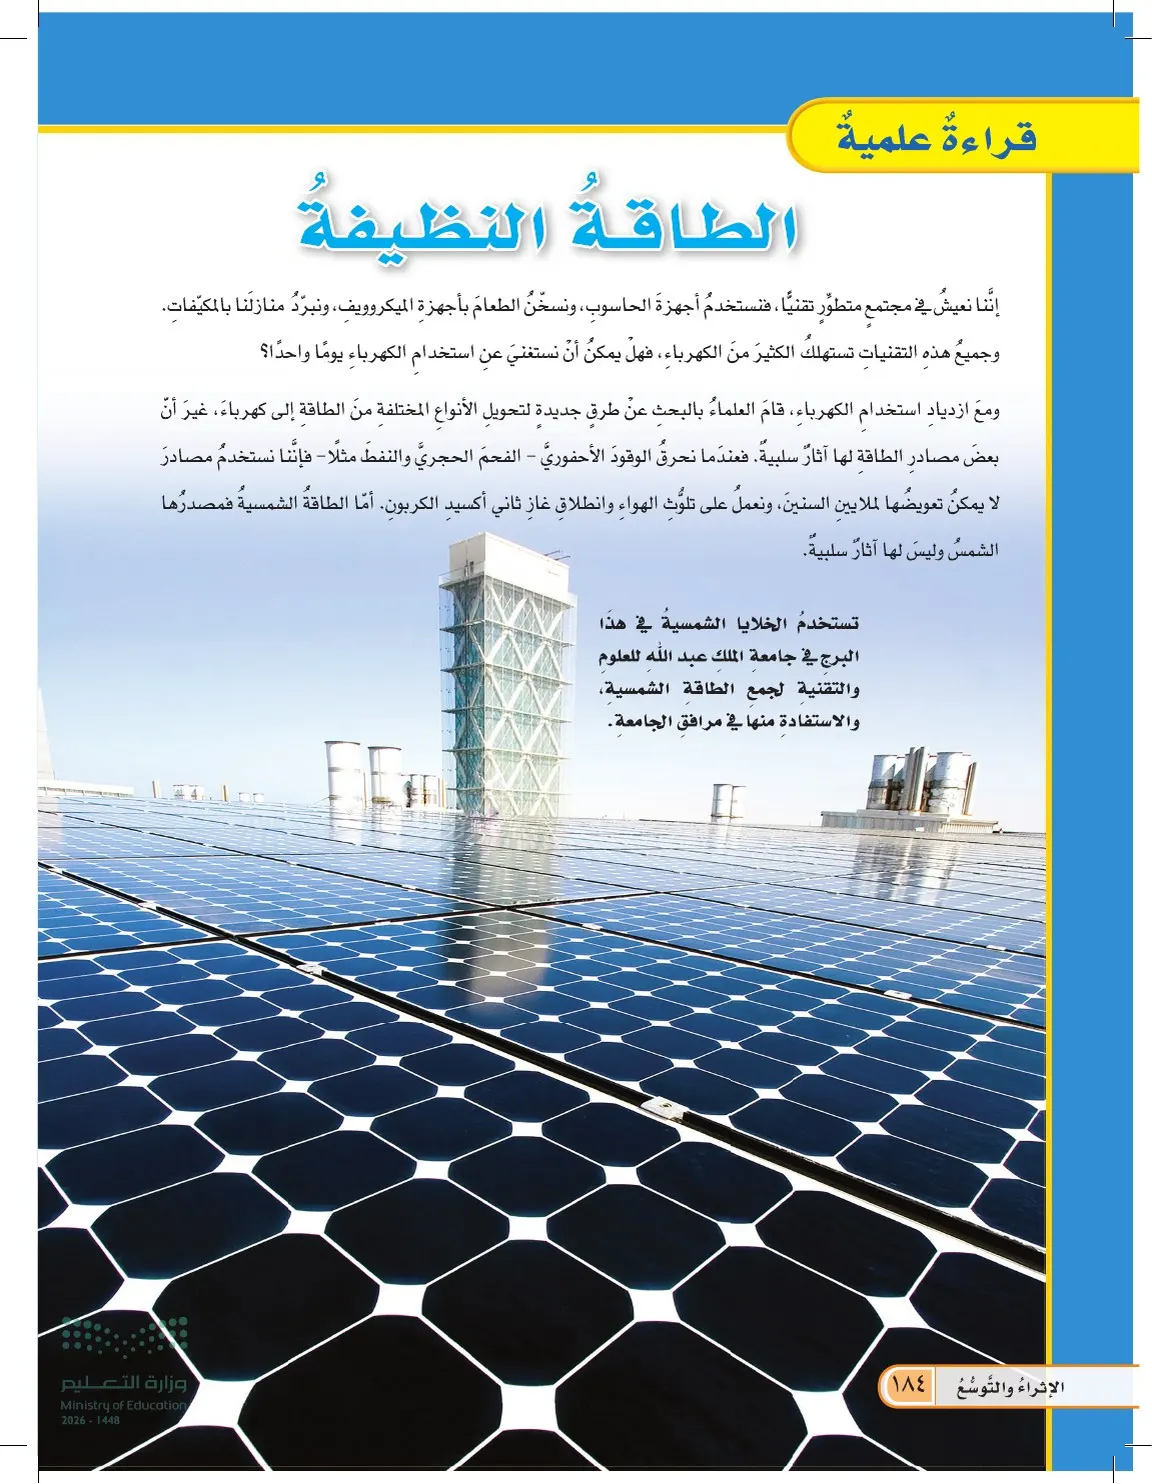 قراءةٌ علميةٌ
الطاقةُ النظيفةُ
إنَّنا نعيشُ في مجتمعٍ متطوِّرٍ تقنيًّا، فنستخدمُ أجهزةَ الحاسوبِ، ونسخّنُ الطعامَ بأجهزةِ الميكروويفِ، ونبرّدُ منازلَنا بالمكيّفاتِ.
وجميعُ هذهِ التقنياتِ تستهلكُ الكثيرَ منَ الكهرباءِ، فهلْ يمكنُ أنْ نستغنيَ عنِ استخدامِ الكهرباءِ يومًا واحدًا؟
ومعَ ازديادِ استخدامِ الكهرباءِ، قامَ العلماءُ بالبحثِ عنْ طرقٍ جديدةٍ لتحويلِ الأنواعِ المختلفةِ منَ الطاقةِ إلى كهرباءَ، غيرَ أنّ
بعضَ مصادرِ الطاقةِ لها آثارٌ سلبيةٌ. فعندَما نحرقُ الوقودَ الأحفوريَّ - الفحمَ الحجريَّ والنفطَ مثلًا- فإنَّنا نستخدمُ مصادرَ
لا يمكنُ تعويضُها لملايينِ السنينَ، ونعملُ على تلوُّثِ الهواءِ وانطلاقِ غازِ ثاني أكسيدِ الكربونِ. أمّا الطاقةُ الشمسيةُ فمصدرُها
الشمسُ وليسَ لها آثارٌ سلبيةٌ.
تستخدمُ الخلايا الشمسيةُ في هذَا
البرجِ في جامعةِ الملكِ عبد اللهِ للعلومِ
والتقنيةِ لجمعِ الطاقةِ الشمسيةِ،
والاستفادةِ منها في مرافقِ الجامعةِ.
وزارة التعليم
Ministry of Education
2026 - 1448
الإثراءُ والتَّوسُّعُ ١٨٤